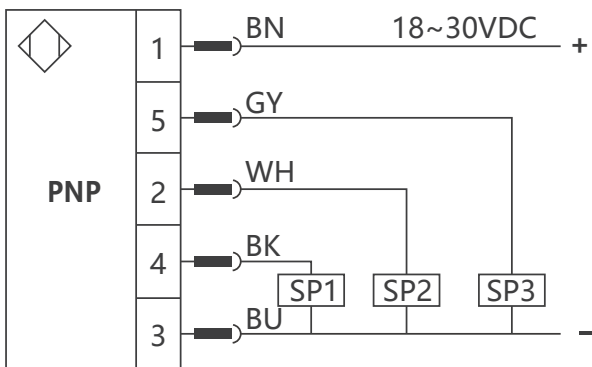 1 BN 18~30VDC +
5 GY
PNP 2 WH
4 BK
SP1 SP2 SP3
3 BU -